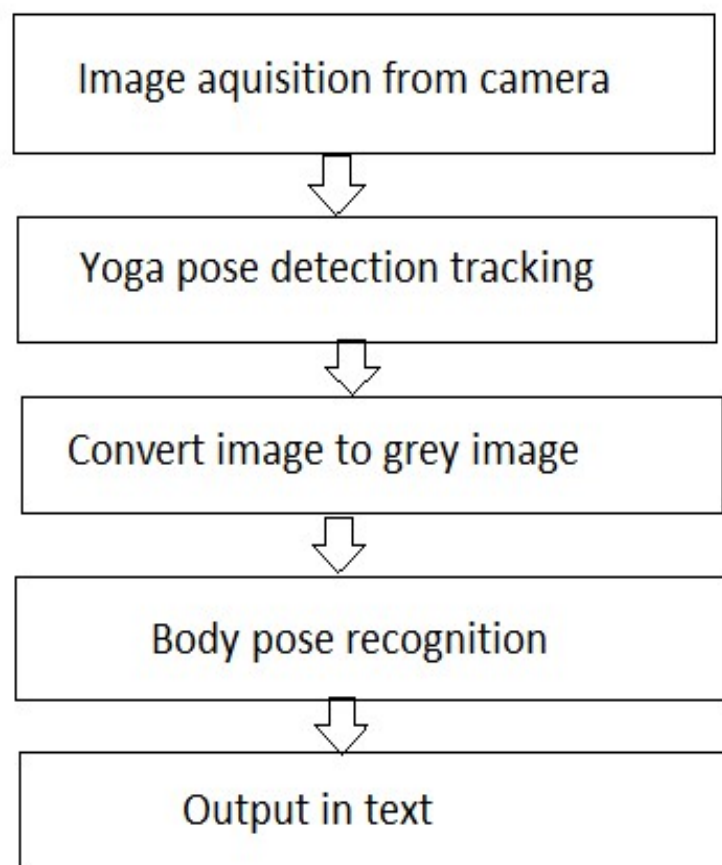 Image aquisition from camera
Yoga pose detection tracking
Convert image to grey image
Body pose recognition
Output in text